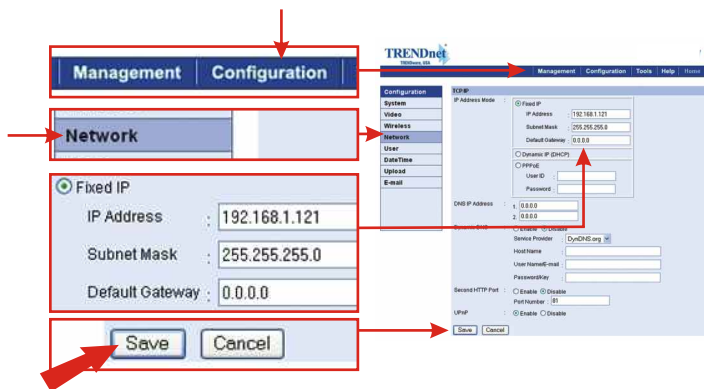 Management Configuration
Network
Fixed IP
IP Address : 192.168.1.121
Subnet Mask : 255.255.255.0
Default Gateway : 0.0.0.0
Save Cancel
TRENDnet
TRENDware, USA
Management Configuration Tools Help Home
Configuration
System
Video
Wireless
Network
User
DateTime
Upload
E-mail
TCP/IP
IP Address Mode :
Fixed IP
IP Address : 192.168.1.121
Subnet Mask : 255.255.255.0
Default Gateway : 0.0.0.0
Dynamic IP (DHCP)
PPPoE
User ID :
Password :
DNS IP Address : 1. 0.0.0.0
2. 0.0.0.0
Dynamic DNS : Enable Disable
Service Provider : DynDNS.org
Host Name :
User Name/E-mail :
Password/Key :
Second HTTP Port : Enable Disable
Port Number : 81
UPnP : Enable Disable
Save Cancel